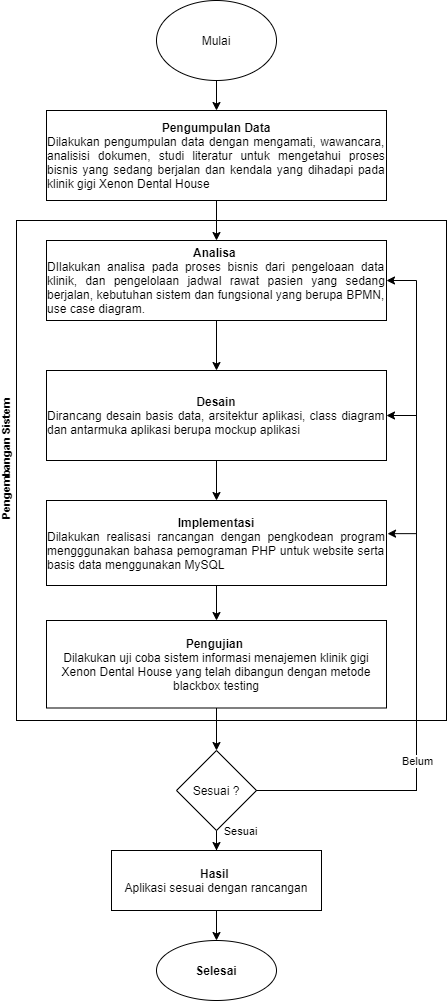 Mulai
Pengumpulan Data
Dilakukan pengumpulan data dengan mengamati, wawancara,
analisisi dokumen, studi literatur untuk mengetahui proses
bisnis yang sedang berjalan dan kendala yang dihadapi pada
klinik gigi Xenon Dental House
Pengembangan Sistem
Analisa
DIlakukan analisa pada proses bisnis dari pengeloaan data
klinik, dan pengelolaan jadwal rawat pasien yang sedang
berjalan, kebutuhan sistem dan fungsional yang berupa BPMN,
use case diagram.
Desain
Dirancang desain basis data, arsitektur aplikasi, class diagram
dan antarmuka aplikasi berupa mockup aplikasi
Implementasi
Dilakukan realisasi rancangan dengan pengkodean program
mengggunakan bahasa pemograman PHP untuk website serta
basis data menggunakan MySQL
Pengujian
Dilakukan uji coba sistem informasi menajemen klinik gigi
Xenon Dental House yang telah dibangun dengan metode
blackbox testing
Belum
Sesuai ?
Sesuai
Hasil
Aplikasi sesuai dengan rancangan
Selesai